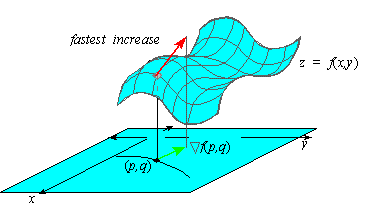 fastest increase
z = f(x,y)
∇f(p,q)
y
(p,q)
x